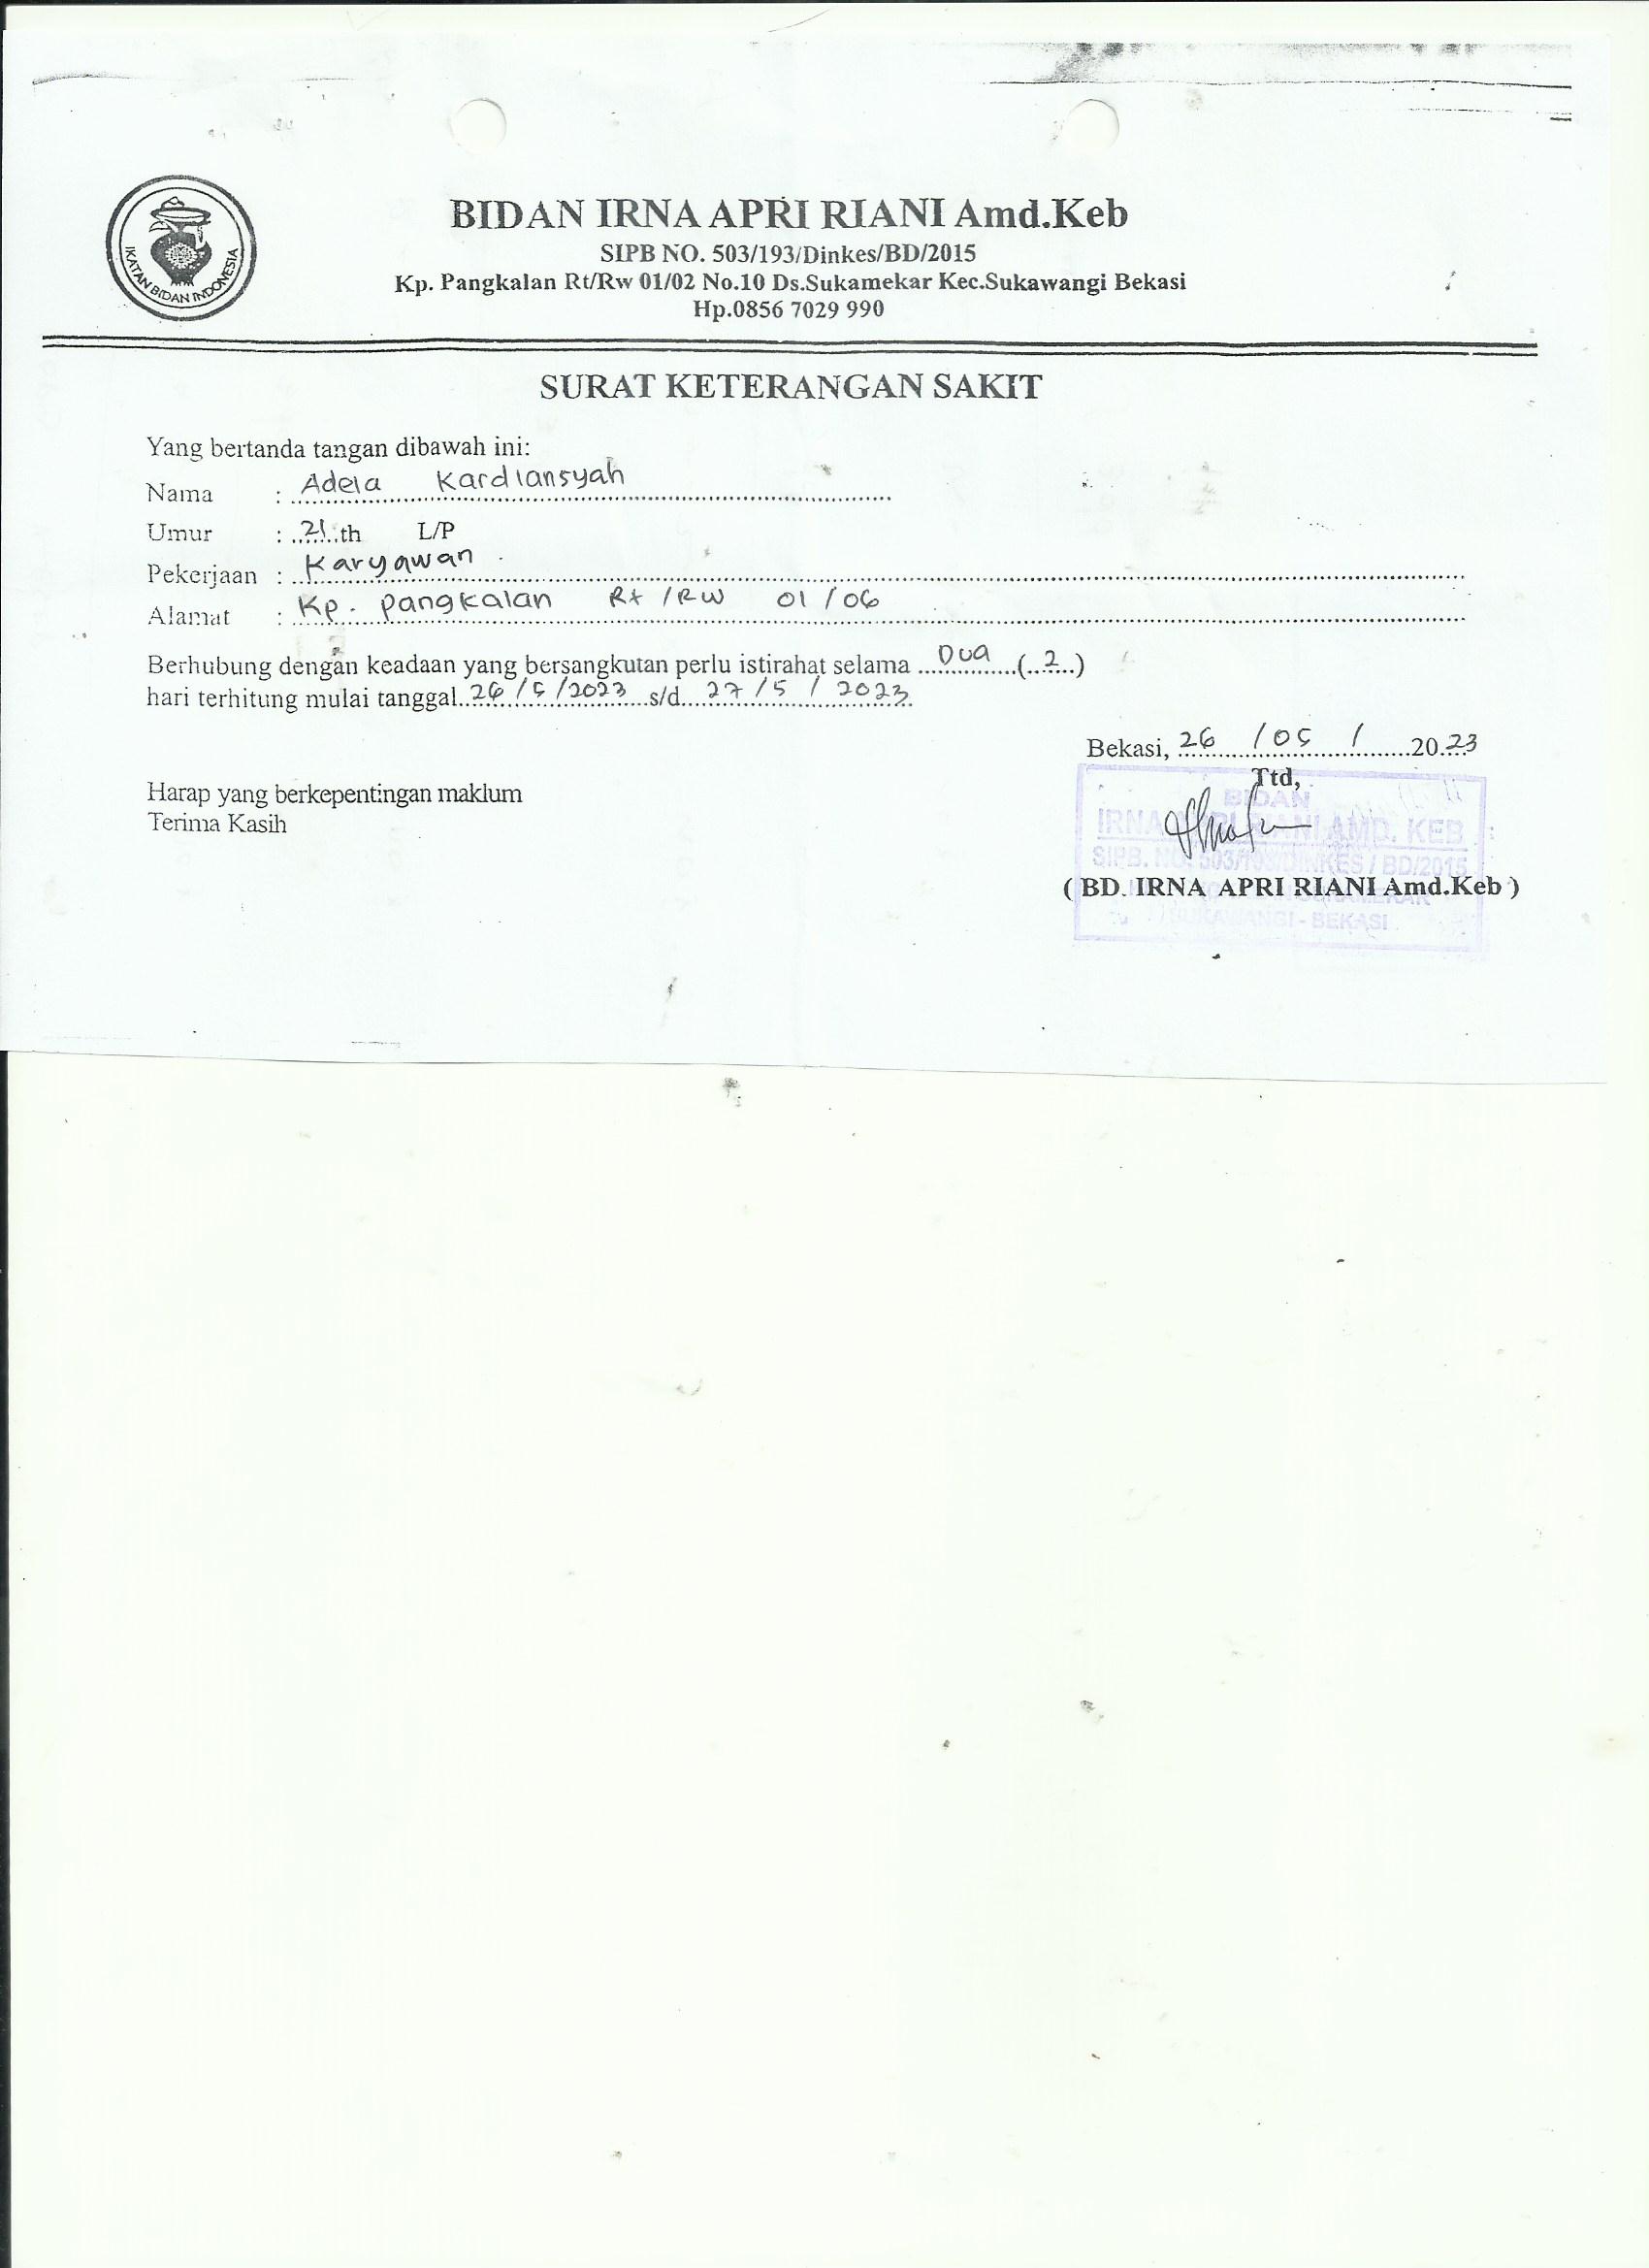 IKATAN BIDAN INDONESIA
BIDAN IRNA APRI RIANI Amd.Keb
SIPB NO. 503/193/Dinkes/BD/2015
Kp. Pangkalan Rt/Rw 01/02 No.10 Ds.Sukamekar Kec.Sukawangi Bekasi
Hp.0856 7029 990
SURAT KETERANGAN SAKIT
Yang bertanda tangan dibawah ini:
Nama : Adela Kardiansyah
Umur : 21 th L/P
Pekerjaan : Karyawan
Alamat : Kp. pangkalan Rt /RW 01 / 06
Berhubung dengan keadaan yang bersangkutan perlu istirahat selama Dua (2)
hari terhitung mulai tanggal 26 / 5 / 2023 s/d 27 / 5 / 2023
Bekasi, 26 / 05 / 2023
Ttd,
Harap yang berkepentingan maklum
Terima Kasih
BIDAN
IRNA APRI RIANI AMD. KEB
SIPB. NO. 503/193/DINKES / BD/2015
( BD. IRNA APRI RIANI Amd.Keb )
SUKAWANGI - BEKASI